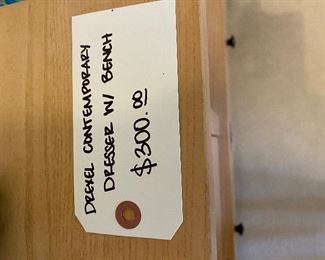 DREXEL CONTEMPORARY
DRESSER W/ BENCH
$300.00